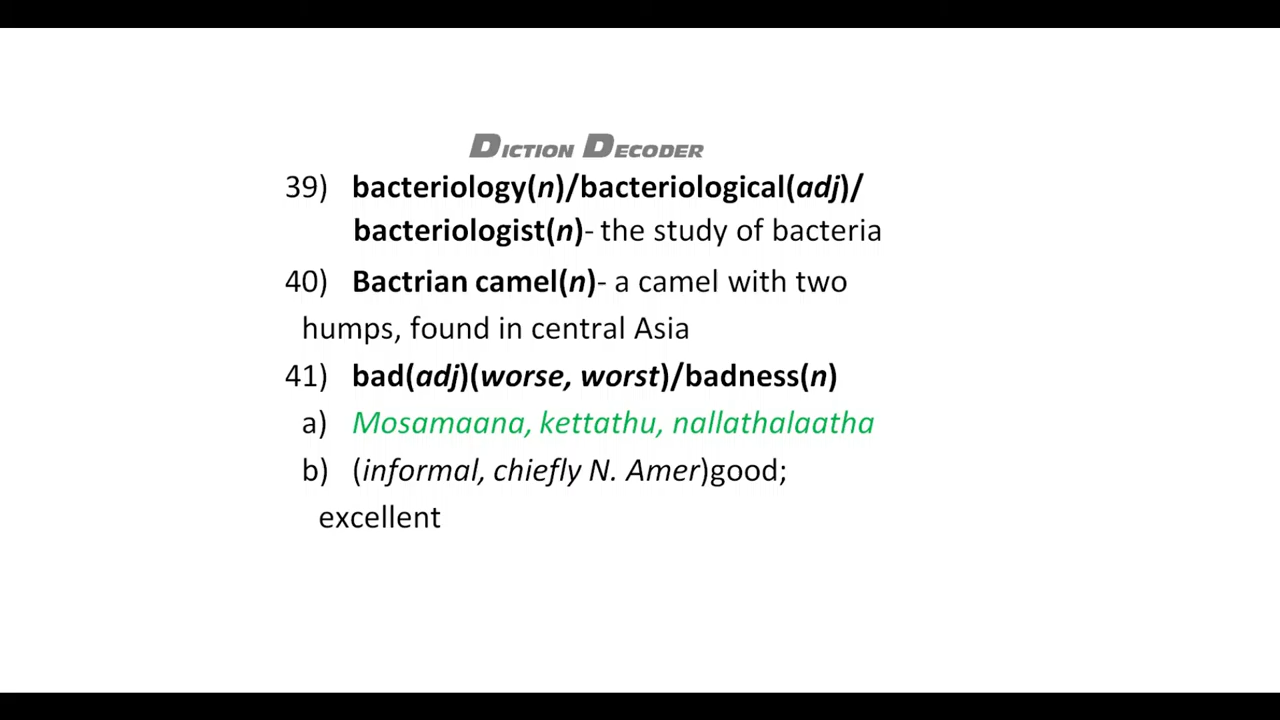 DICTION DECODER
39) bacteriology(n)/bacteriological(adj)/
bacteriologist(n)- the study of bacteria
40) Bactrian camel(n)- a camel with two
humps, found in central Asia
41) bad(adj)(worse, worst)/badness(n)
a) Mosamaana, kettathu, nallathalaatha
b) (informal, chiefly N. Amer)good;
excellent